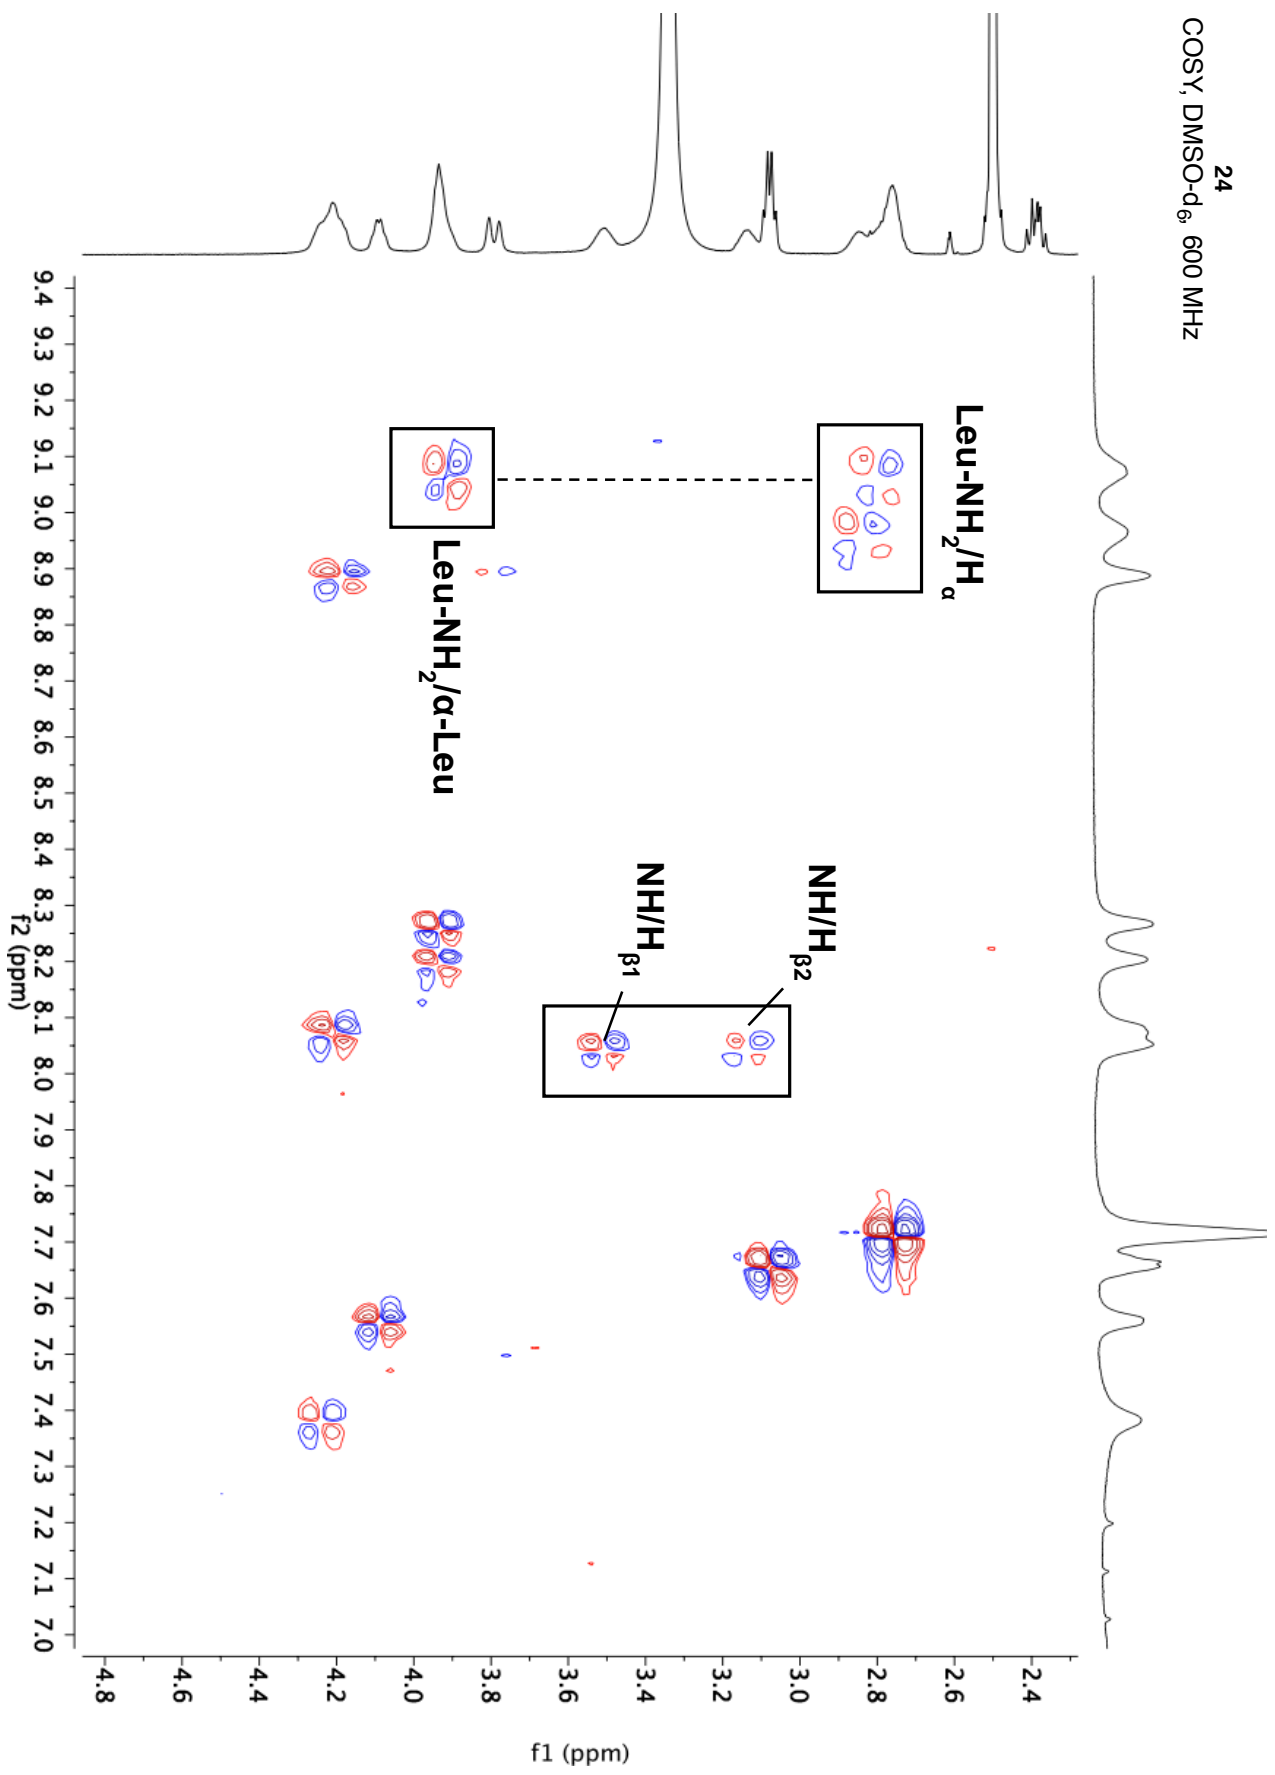 24
COSY, DMSO-d6, 600 MHz
Leu-NH2/Hα
Leu-NH2/α-Leu
NH/Hβ2
NH/Hβ1
2.4
2.6
2.8
3.0
3.2
3.4
3.6
3.8
4.0
4.2
4.4
4.6
4.8
f1 (ppm)
9.4 9.3 9.2 9.1 9.0 8.9 8.8 8.7 8.6 8.5 8.4 8.3 8.2 8.1 8.0 7.9 7.8 7.7 7.6 7.5 7.4 7.3 7.2 7.1 7.0
f2 (ppm)